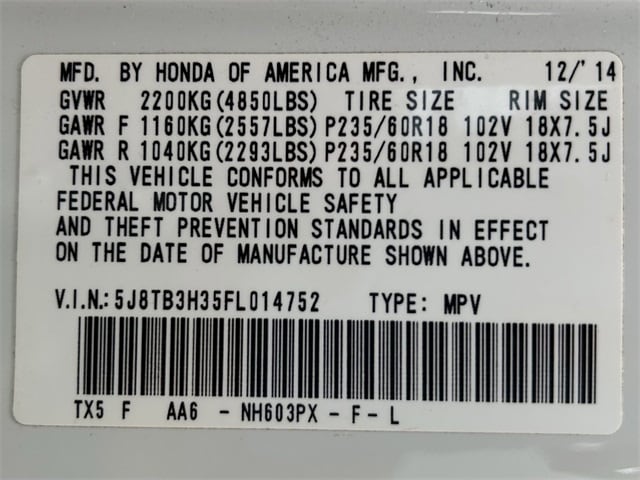 MFD. BY HONDA OF AMERICA MFG., INC. 12/'14
GVWR 2200KG(4850LBS) TIRE SIZE RIM SIZE
GAWR F 1160KG(2557LBS) P235/60R18 102V 18X7.5J
GAWR R 1040KG(2293LBS) P235/60R18 102V 18X7.5J
THIS VEHICLE CONFORMS TO ALL APPLICABLE
FEDERAL MOTOR VEHICLE SAFETY
AND THEFT PREVENTION STANDARDS IN EFFECT
ON THE DATE OF MANUFACTURE SHOWN ABOVE.
V.I.N.:5J8TB3H35FL014752 TYPE: MPV
TX5 F AA6 - NH603PX - F - L